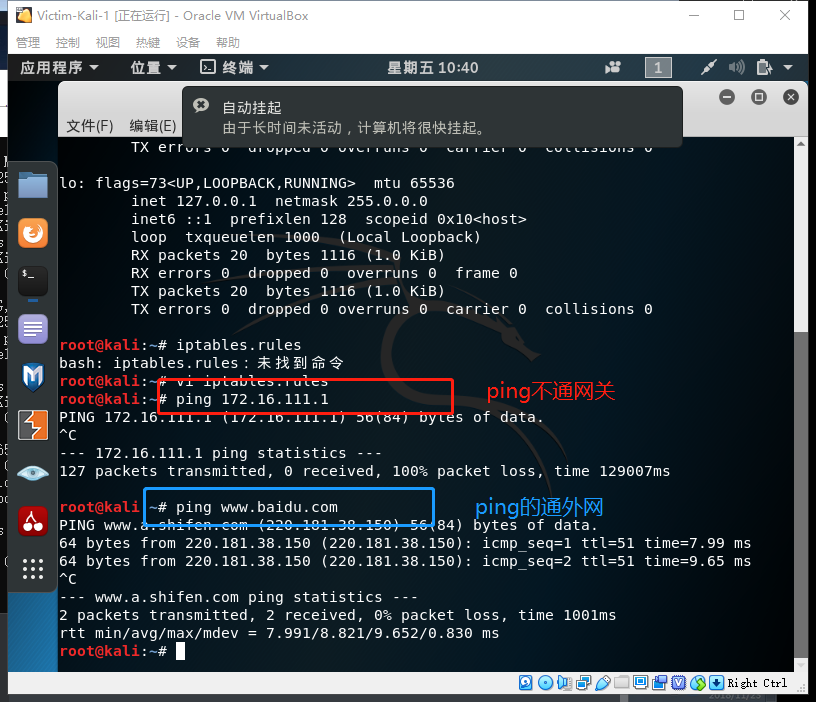 Victim-Kali-1 [正在运行] - Oracle VM VirtualBox
管理 控制 视图 热键 设备 帮助
应用程序 位置 终端 星期五 10:40 1
自动挂起
文件(F) 编辑(E) 由于长时间未活动，计算机将很快挂起。
TX errors 0 dropped 0 overruns 0 carrier 0 collisions 0
lo: flags=73<UP,LOOPBACK,RUNNING> mtu 65536
inet 127.0.0.1 netmask 255.0.0.0
inet6 ::1 prefixlen 128 scopeid 0x10<host>
loop txqueuelen 1000 (Local Loopback)
RX packets 20 bytes 1116 (1.0 KiB)
RX errors 0 dropped 0 overruns 0 frame 0
TX packets 20 bytes 1116 (1.0 KiB)
TX errors 0 dropped 0 overruns 0 carrier 0 collisions 0
root@kali:~# iptables.rules
bash: iptables.rules：未找到命令
root@kali:~# vi iptables.rules
root@kali:~# ping 172.16.111.1
ping不通网关
PING 172.16.111.1 (172.16.111.1) 56(84) bytes of data.
^C
--- 172.16.111.1 ping statistics ---
127 packets transmitted, 0 received, 100% packet loss, time 129007ms
root@kali:~# ping www.baidu.com
ping的通外网
PING www.a.shifen.com (220.181.38.150) 56(84) bytes of data.
64 bytes from 220.181.38.150 (220.181.38.150): icmp_seq=1 ttl=51 time=7.99 ms
64 bytes from 220.181.38.150 (220.181.38.150): icmp_seq=2 ttl=51 time=9.65 ms
^C
--- www.a.shifen.com ping statistics ---
2 packets transmitted, 2 received, 0% packet loss, time 1001ms
rtt min/avg/max/mdev = 7.991/8.821/9.652/0.830 ms
root@kali:~#
Right Ctrl